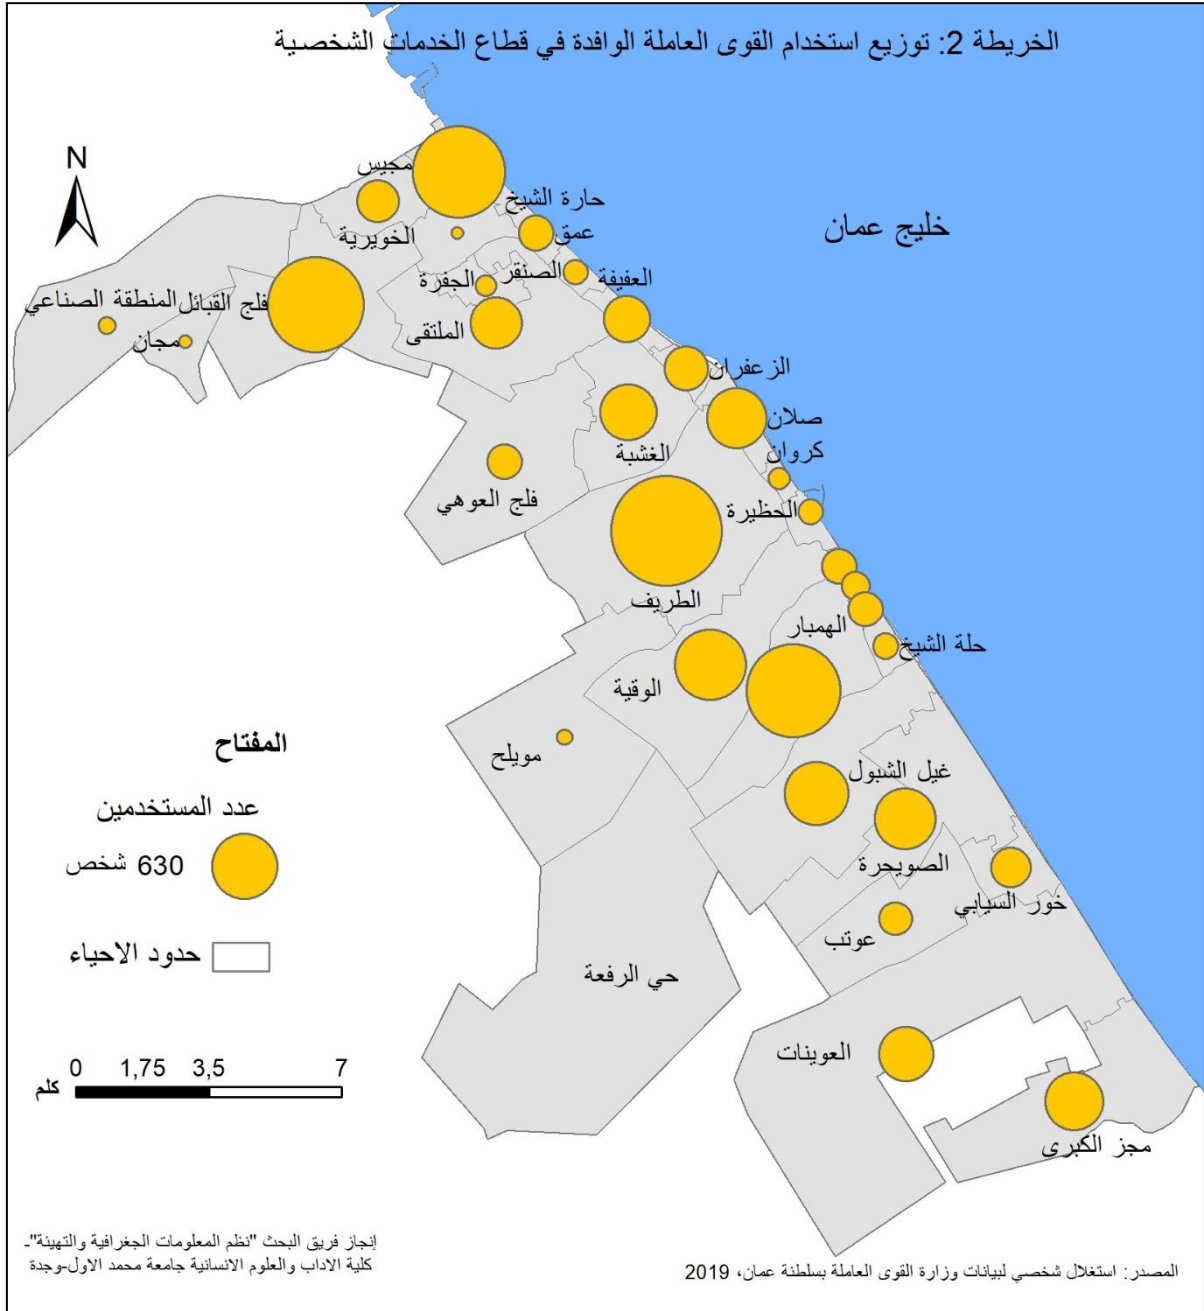 الخريطة 2: توزيع استخدام القوى العاملة الوافدة في قطاع الخدمات الشخصية
N
خليج عمان
مجيس
حارة الشيخ
الخويرية
عمق
الصنقر
العفيفة
الجفرة
المنطقة الصناعي
فلج القبائل
الملتقى
مجان
الزعفران
صلان
كروان
الغشبة
فلج العوهي
الحظيرة
الطريف
الهمبار
حلة الشيخ
الوقية
مويلح
غيل الشبول
الصويحرة
خور السيابي
عوتب
حي الرفعة
العوينات
مجز الكبرى
المفتاح
عدد المستخدمين
630 شخص
حدود الاحياء
0 1,75 3,5 7
كلم
إنجاز فريق البحث "نظم المعلومات الجغرافية والتهيئة"-
كلية الاداب والعلوم الانسانية جامعة محمد الاول-وجدة
المصدر: استغلال شخصي لبيانات وزارة القوى العاملة بسلطنة عمان، 2019